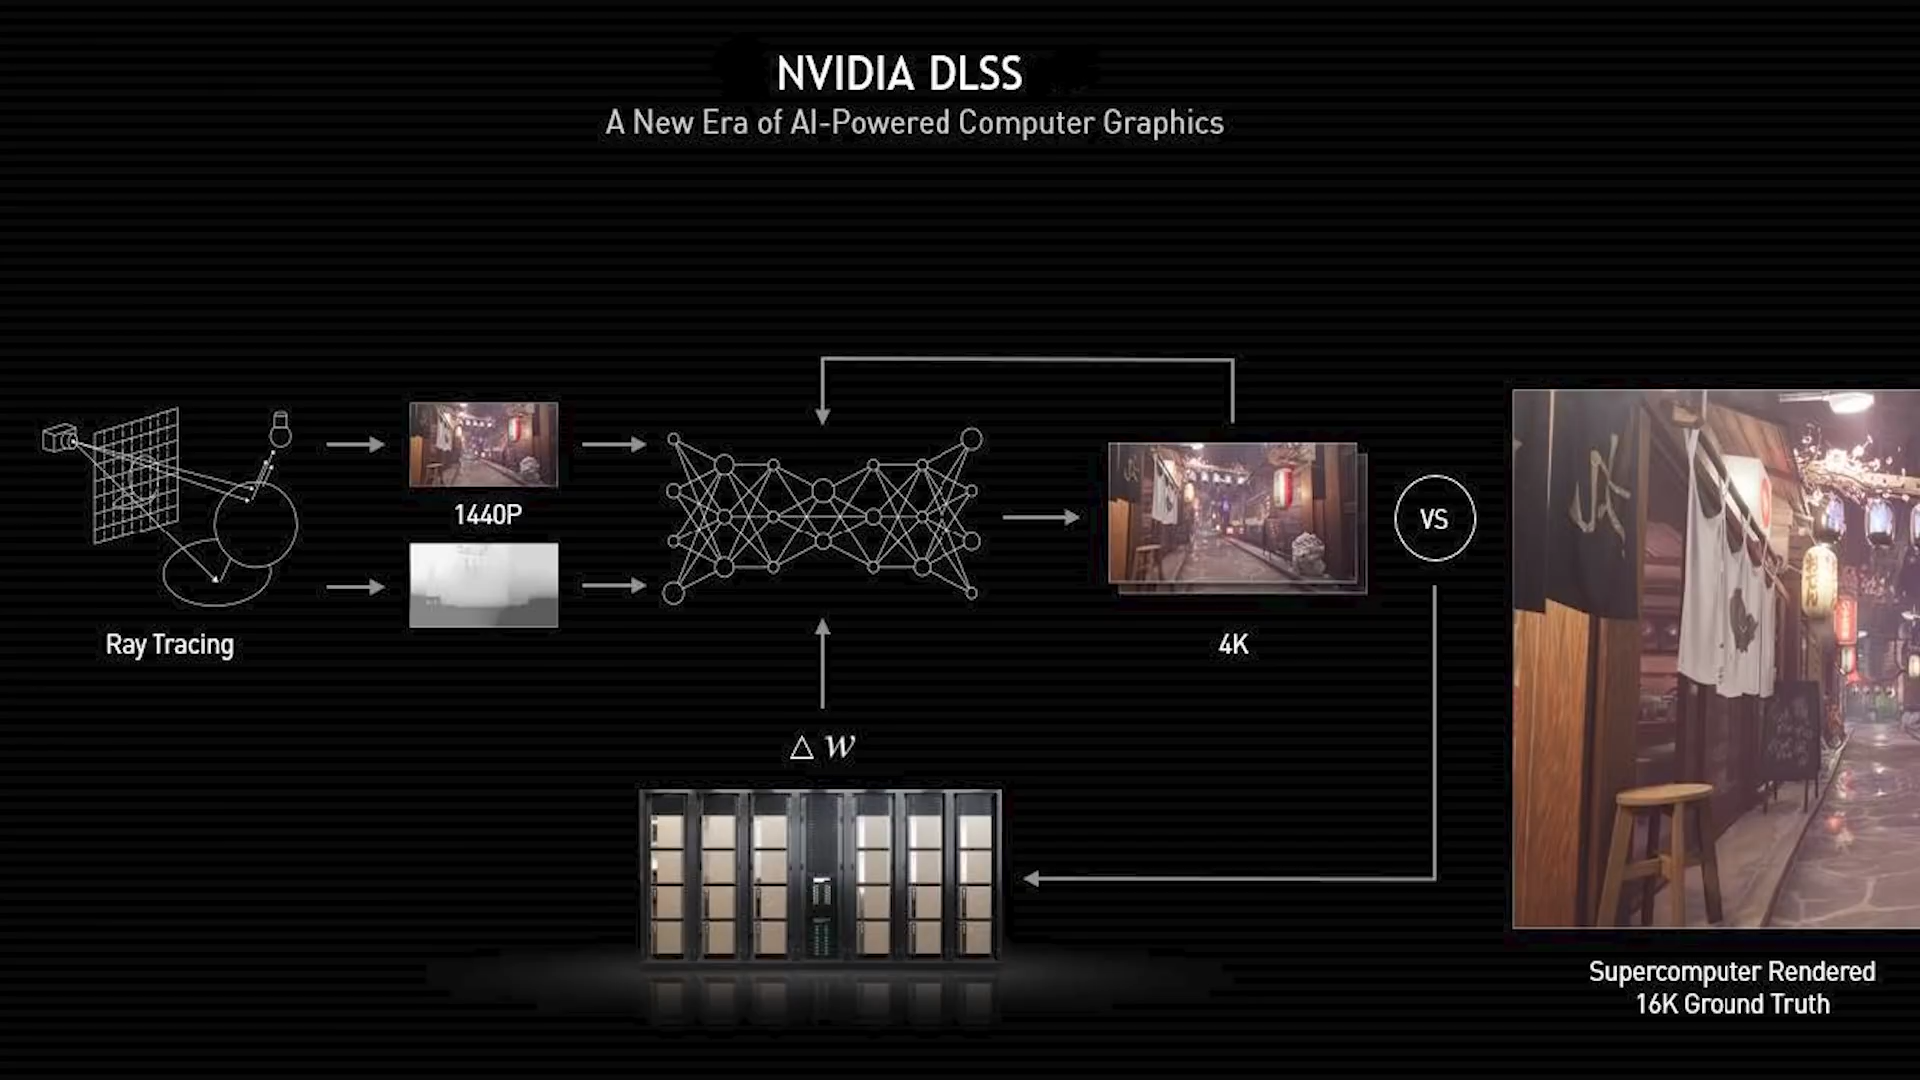 NVIDIA DLSS
A New Era of AI-Powered Computer Graphics
1440P
VS
Ray Tracing
4K
△ w
Supercomputer Rendered
16K Ground Truth